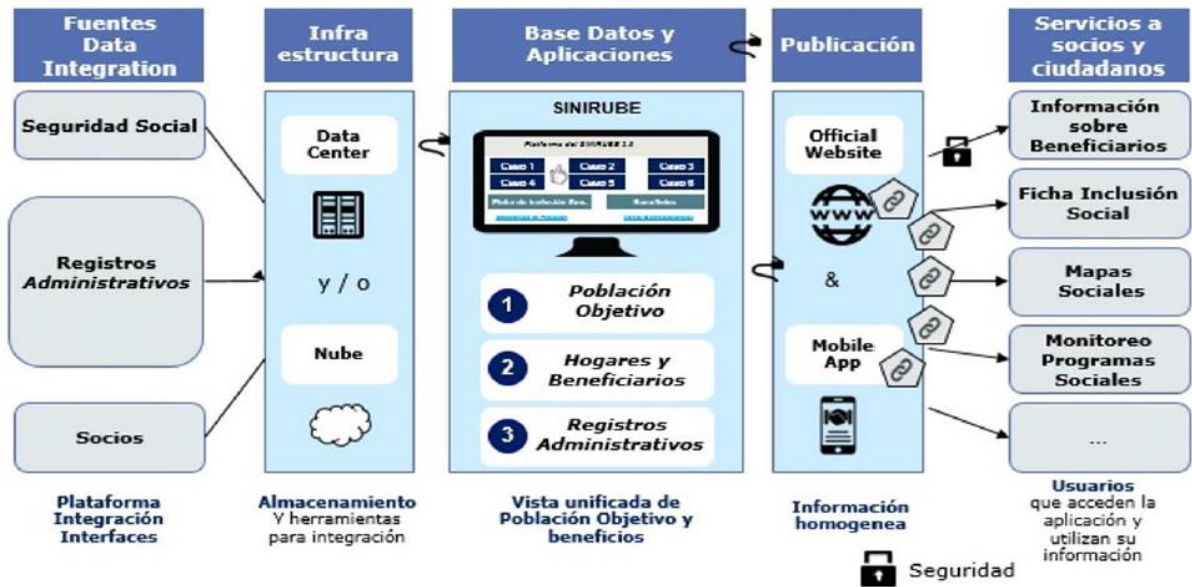 Fuentes
Data
Integration
Seguridad Social
Registros
Administrativos
Socios
Plataforma
Integración
Interfaces
Infra
estructura
Data
Center
y / o
Nube
Almacenamiento
Y herramientas
para integración
Base Datos y
Aplicaciones
SINIRUBE
Plataforma del SINIRUBE
Caso 1
Caso 2
Caso 3
Caso 4
Caso 5
Caso 6
1
Población
Objetivo
2
Hogares y
Beneficiarios
3
Registros
Administrativos
Vista unificada de
Población Objetivo y
beneficios
Publicación
Official
Website
www
&
Mobile
App
Información
homogenea
Servicios a
socios y
ciudadanos
Información
sobre
Beneficiarios
Ficha Inclusión
Social
Mapas
Sociales
Monitoreo
Programas
Sociales
...
Usuarios
que acceden la
aplicación y
utilizan su
información
Seguridad